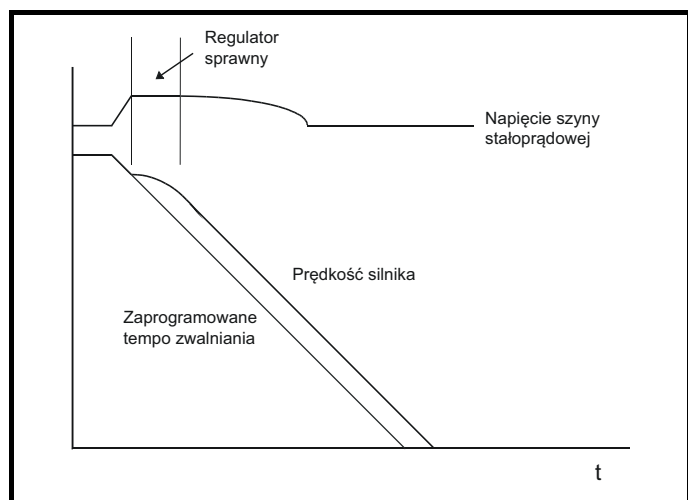 Regulator
sprawny
Napięcie szyny
stałoprądowej
Prędkość silnika
Zaprogramowane
tempo zwalniania
t